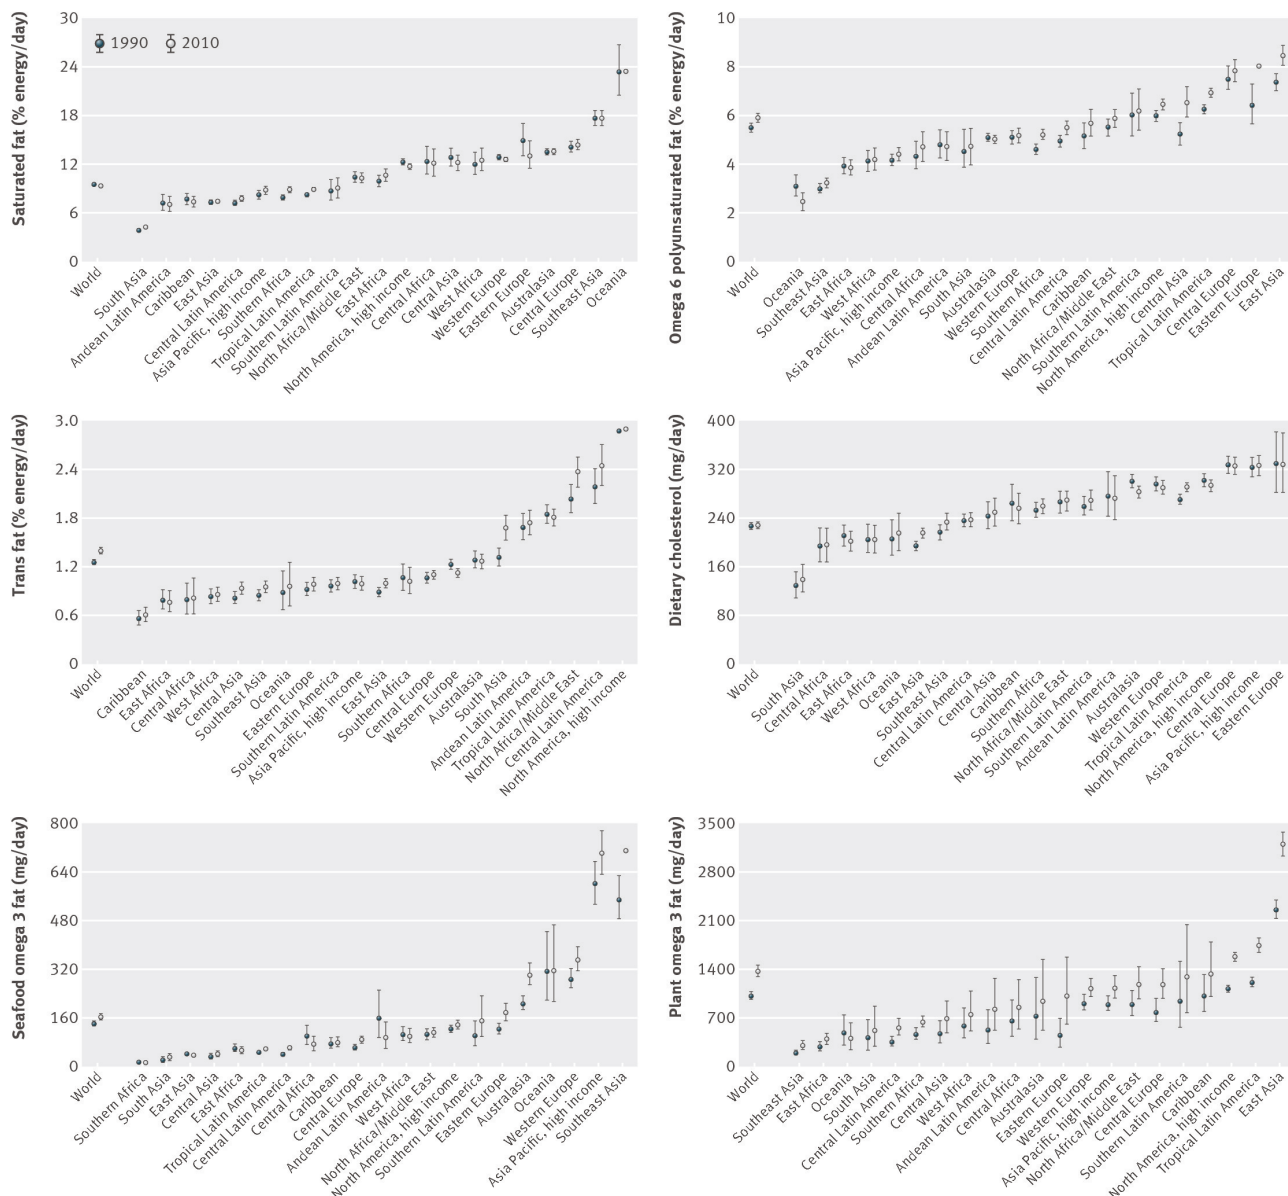 Saturated fat (% energy/day)
30
24
18
12
6
0
1990
2010
World
South Asia
Andean Latin America
Caribbean
East Asia
Central Latin America
Asia Pacific, high income
Southern Africa
Tropical Latin America
Southern Latin America
North Africa/Middle East
East Africa
North America, high income
Central Africa
Central Asia
West Africa
Western Europe
Eastern Europe
Australasia
Central Europe
Southeast Asia
Oceania
Omega 6 polyunsaturated fat (% energy/day)
10
8
6
4
2
0
World
Oceania
Southeast Asia
East Africa
West Africa
Asia Pacific, high income
Central Africa
Andean Latin America
South Asia
Australasia
Western Europe
Southern Africa
Central Latin America
Caribbean
North Africa/Middle East
Southern Latin America
North America, high income
Central Asia
Tropical Latin America
Central Europe
Eastern Europe
East Asia
Trans fat (% energy/day)
3.0
2.4
1.8
1.2
0.6
0
World
Caribbean
East Africa
Central Africa
West Africa
Central Asia
Southeast Asia
Oceania
Eastern Europe
Southern Latin America
Asia Pacific, high income
East Asia
Southern Africa
Central Europe
Western Europe
Australasia
South Asia
Andean Latin America
Tropical Latin America
North Africa/Middle East
Central Latin America
North America, high income
Dietary cholesterol (mg/day)
400
320
240
160
80
0
World
South Asia
Central Africa
East Africa
West Africa
Oceania
East Asia
Southeast Asia
Central Latin America
Central Asia
Caribbean
Southern Africa
North Africa/Middle East
Southern Latin America
Andean Latin America
Australasia
Western Europe
Tropical Latin America
North America, high income
Central Europe
Asia Pacific, high income
Eastern Europe
Seafood omega 3 fat (mg/day)
800
640
480
320
160
0
World
Southern Africa
South Asia
East Asia
Central Asia
East Africa
Tropical Latin America
Central Latin America
Central Africa
Caribbean
Central Europe
Andean Latin America
West Africa
North Africa/Middle East
North America, high income
Southern Latin America
Eastern Europe
Australasia
Oceania
Western Europe
Asia Pacific, high income
Southeast Asia
Plant omega 3 fat (mg/day)
3500
2800
2100
1400
700
0
World
Southeast Asia
East Africa
Oceania
South Asia
Central Latin America
Southern Africa
Central Asia
West Africa
Andean Latin America
Central Africa
Australasia
Eastern Europe
Western Europe
Asia Pacific, high income
North Africa/Middle East
Central Europe
Southern Latin America
Caribbean
North America, high income
Tropical Latin America
East Asia